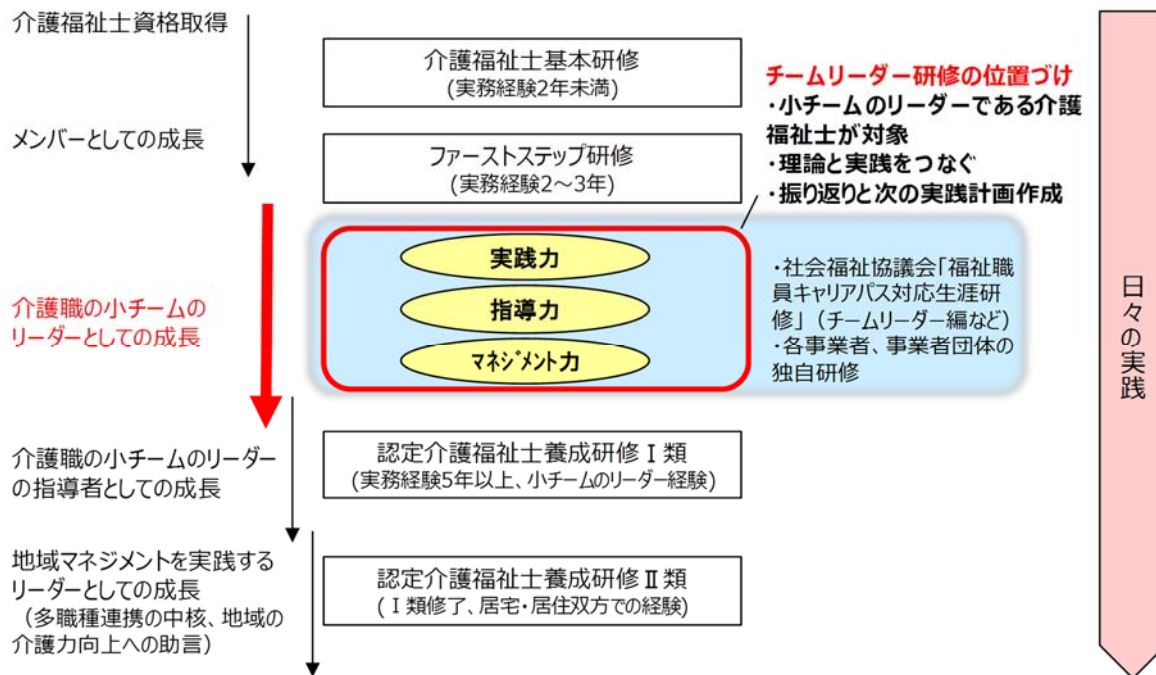 介護福祉士資格取得
介護福祉士基本研修
(実務経験2年未満)
メンバーとしての成長
ファーストステップ研修
(実務経験2～3年)
チームリーダー研修の位置づけ
・小チームのリーダーである介護
福祉士が対象
・理論と実践をつなぐ
・振り返りと次の実践計画作成
介護職の小チームの
リーダーとしての成長
実践力
指導力
マネジメント力
・社会福祉協議会「福祉職
員キャリアパス対応生涯研
修」（チームリーダー編など）
・各事業者、事業者団体の
独自研修
日々の実践
介護職の小チームのリーダー
の指導者としての成長
認定介護福祉士養成研修Ⅰ類
(実務経験5年以上、小チームのリーダー経験)
地域マネジメントを実践する
リーダーとしての成長
（多職種連携の中核、地域の
介護力向上への助言）
認定介護福祉士養成研修Ⅱ類
(Ⅰ類修了、居宅・居住双方での経験)